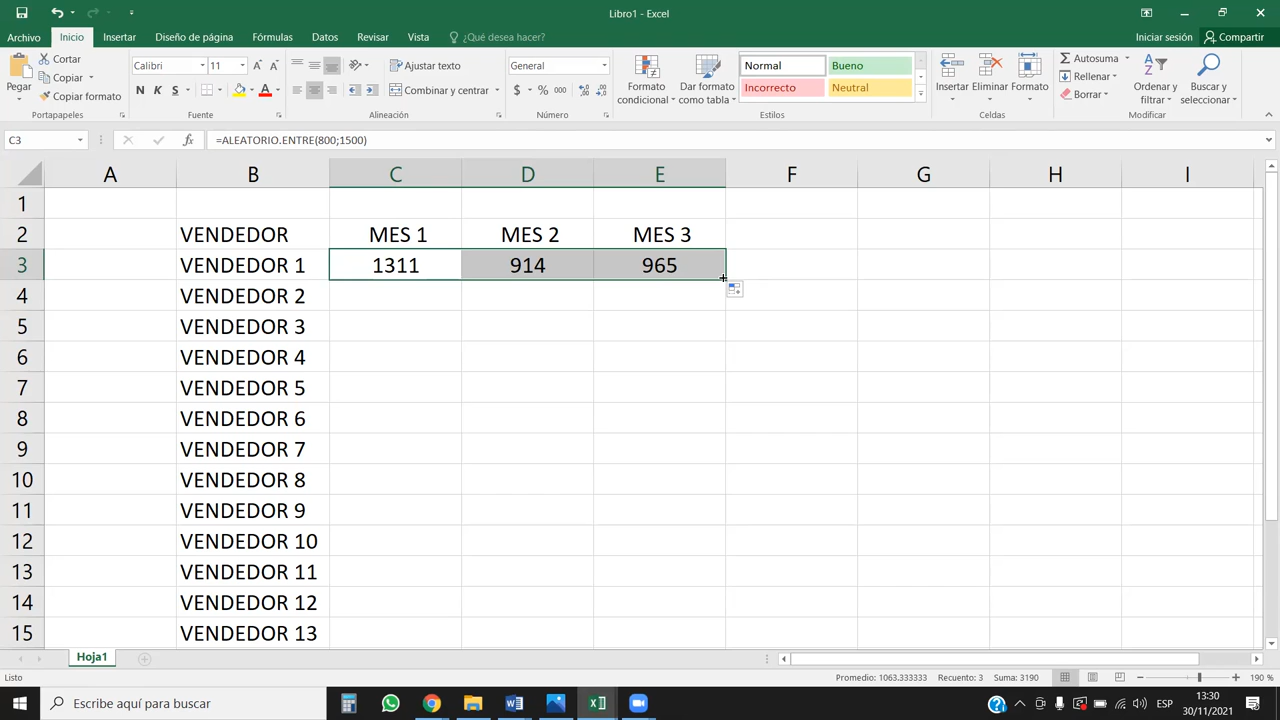 Libro1 - Excel
Archivo Inicio Insertar Diseño de página Fórmulas Datos Revisar Vista ¿Qué desea hacer? Iniciar sesión Compartir
Pegar Cortar Copiar Copiar formato
Calibri 11
N K S
Ajustar texto
Combinar y centrar
General
$ % 000
Formato condicional Dar formato como tabla
Normal Bueno
Incorrecto Neutral
Insertar Eliminar Formato
Autosuma
Rellenar
Borrar
Ordenar y filtrar Buscar y seleccionar
Portapapeles Fuente Alineación Número Estilos Celdas Modificar
C3 fx =ALEATORIO.ENTRE(800;1500)
A B C D E F G H I
1
2 VENDEDOR MES 1 MES 2 MES 3
3 VENDEDOR 1 1311 914 965
4 VENDEDOR 2
5 VENDEDOR 3
6 VENDEDOR 4
7 VENDEDOR 5
8 VENDEDOR 6
9 VENDEDOR 7
10 VENDEDOR 8
11 VENDEDOR 9
12 VENDEDOR 10
13 VENDEDOR 11
14 VENDEDOR 12
15 VENDEDOR 13
Hoja1
Listo Promedio: 1063.333333 Recuento: 3 Suma: 3190 190 %
Escribe aquí para buscar ESP 13:30
30/11/2021